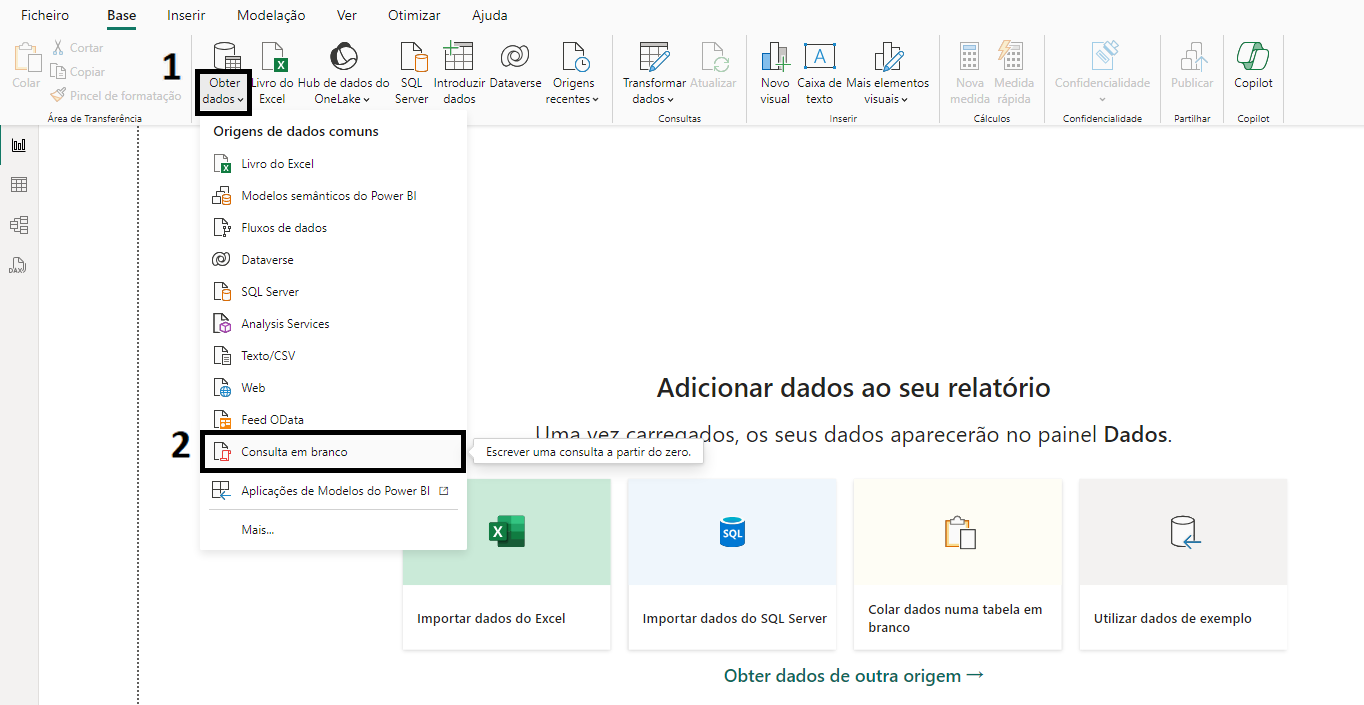 Ficheiro Base Inserir Modelação Ver Otimizar Ajuda
Colar
Cortar
Copiar
Pincel de formatação
Área de Transferência
1
Obter
dados
Livro do
Excel
Hub de dados do
OneLake
SQL
Server
Introduzir
dados
Dataverse
Origens
recentes
Transformar
dados
Atualizar
Consultas
Novo
visual
A
Caixa de
texto
Mais elementos
visuais
Inserir
Nova
medida
Medida
rápida
Cálculos
Confidencialidade
Confidencialidade
Publicar
Partilhar
Copilot
Copilot
DAX
Origens de dados comuns
Livro do Excel
Modelos semânticos do Power BI
Fluxos de dados
Dataverse
SQL Server
Analysis Services
Texto/CSV
Web
Feed OData
2
Consulta em branco
Escrever uma consulta a partir do zero.
Aplicações de Modelos do Power BI
Mais...
Adicionar dados ao seu relatório
Uma vez carregados, os seus dados aparecerão no painel Dados.
X
Importar dados do Excel
SQL
Importar dados do SQL Server
Colar dados numa tabela em
branco
Utilizar dados de exemplo
Obter dados de outra origem →